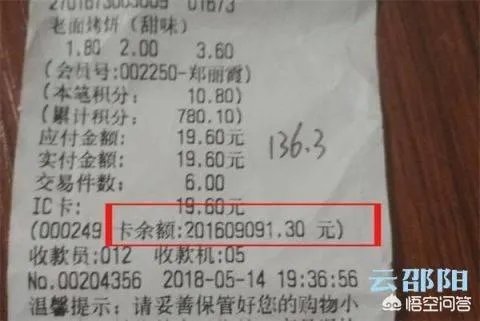 2701673003609 01673
老面烤饼(甜味)
1.80 2.00 3.60
(会员号:002250-郑丽霞)
(本笔积分: 10.80)
(累计积分: 780.10)
应付金额: 19.60元
实付金额: 19.60元
136.3
交易件数: 6.00
IC卡: 19.60元
(000249 卡余额:201609091.30 元)
收款员:012 收款机:05
No.00204356 2018-05-14 19:36:56
温馨提示: 请妥善保管好您的购物小
云邵阳
悟空问答